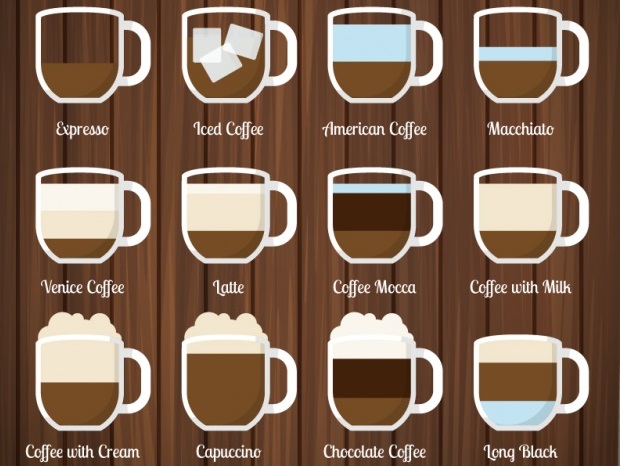 Expresso
Iced Coffee
American Coffee
Macchiato
Venice Coffee
Latte
Coffee Mocca
Coffee with Milk
Coffee with Cream
Capuccino
Chocolate Coffee
Long Black